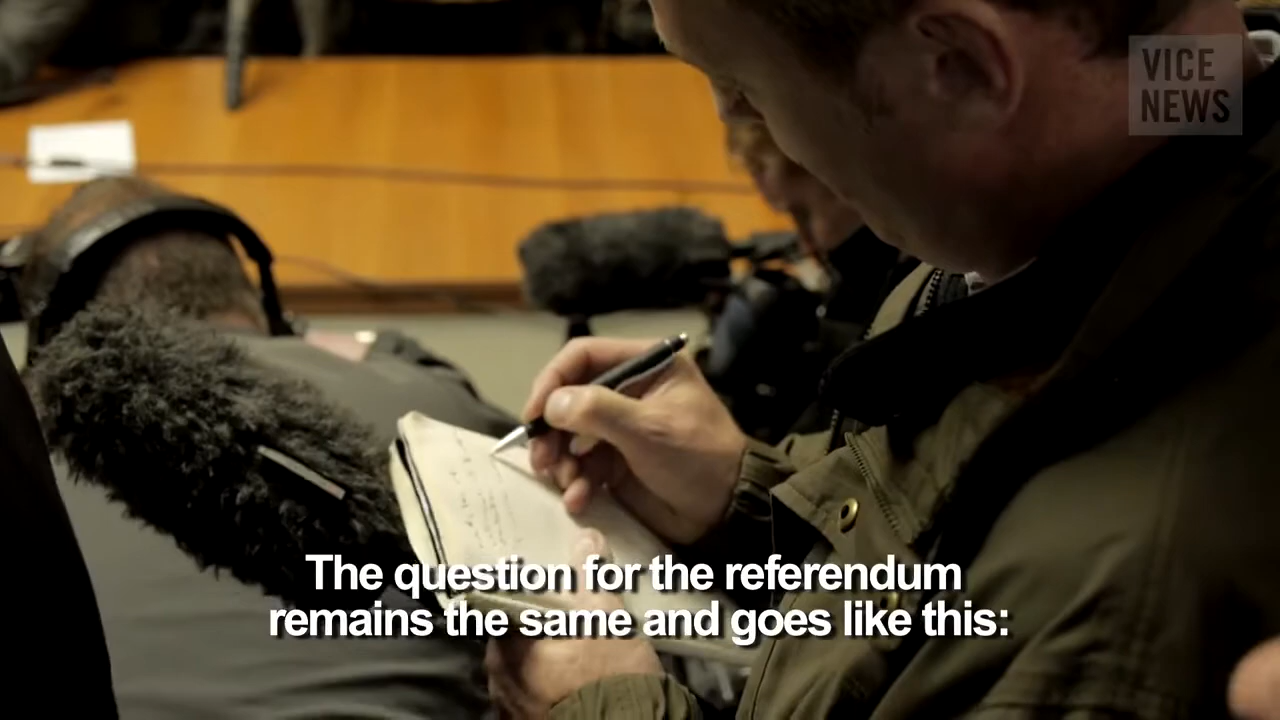 VICE
NEWS
The question for the referendum
remains the same and goes like this: